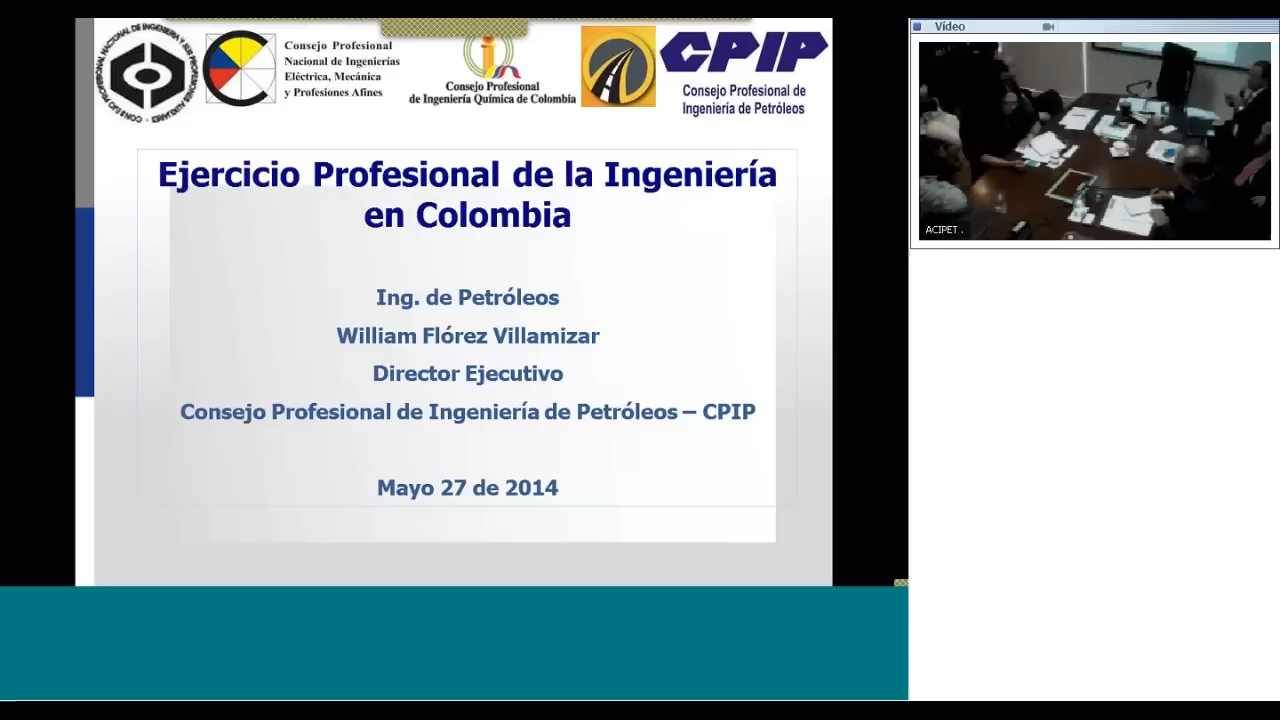 Consejo Profesional
Nacional de Ingenierías
Eléctrica, Mecánica
y Profesiones Afines
Consejo Profesional
de Ingeniería Química de Colombia
CPIP
Consejo Profesional de
Ingeniería de Petróleos
Vídeo
ACIPET .
Ejercicio Profesional de la Ingeniería
en Colombia
Ing. de Petróleos
William Flórez Villamizar
Director Ejecutivo
Consejo Profesional de Ingeniería de Petróleos – CPIP
Mayo 27 de 2014